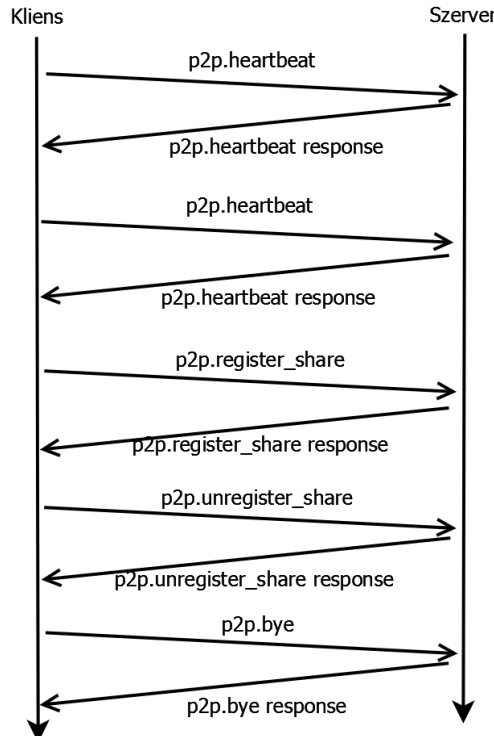 Kliens
Szerver
p2p.heartbeat
p2p.heartbeat response
p2p.heartbeat
p2p.heartbeat response
p2p.register_share
p2p.register_share response
p2p.unregister_share
p2p.unregister_share response
p2p.bye
p2p.bye response